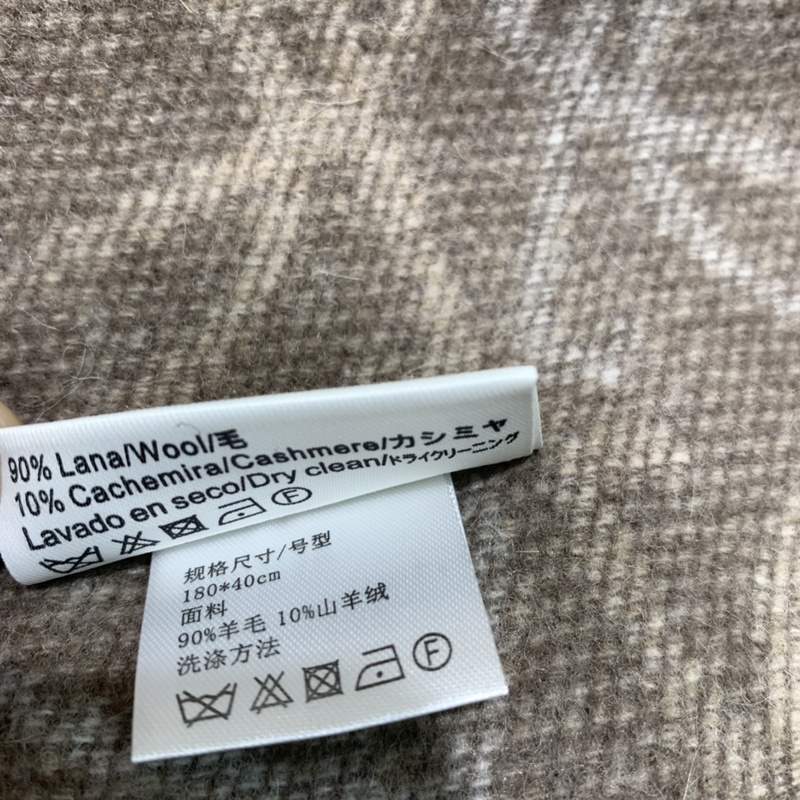 90% Lana/Wool/毛
10% Cachemira/Cashmere/カシミヤ
Lavado en seco/Dry clean/ドライクリーニング
F
规格尺寸/号型
180*40cm
面料
90%羊毛 10%山羊绒
洗涤方法
F